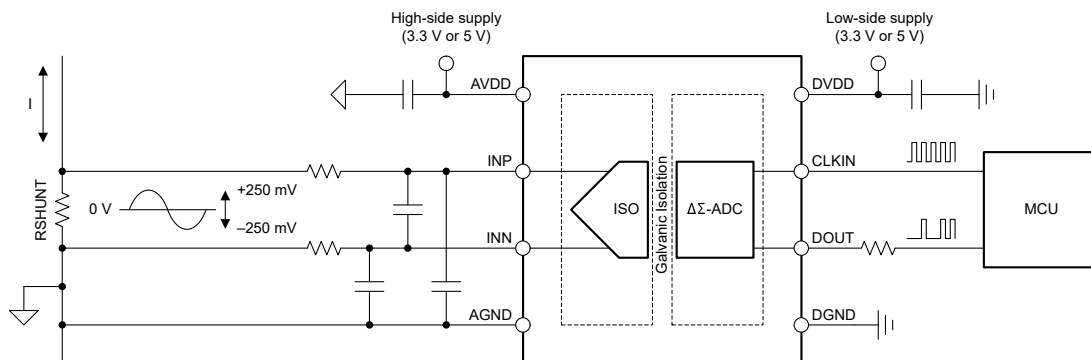 High-side supply
(3.3 V or 5 V)
Low-side supply
(3.3 V or 5 V)
AVDD
DVDD
I
INP
CLKIN
RSHUNT
0 V
+250 mV
–250 mV
ISO
Galvanic Isolation
ΔΣ-ADC
MCU
INN
DOUT
AGND
DGND